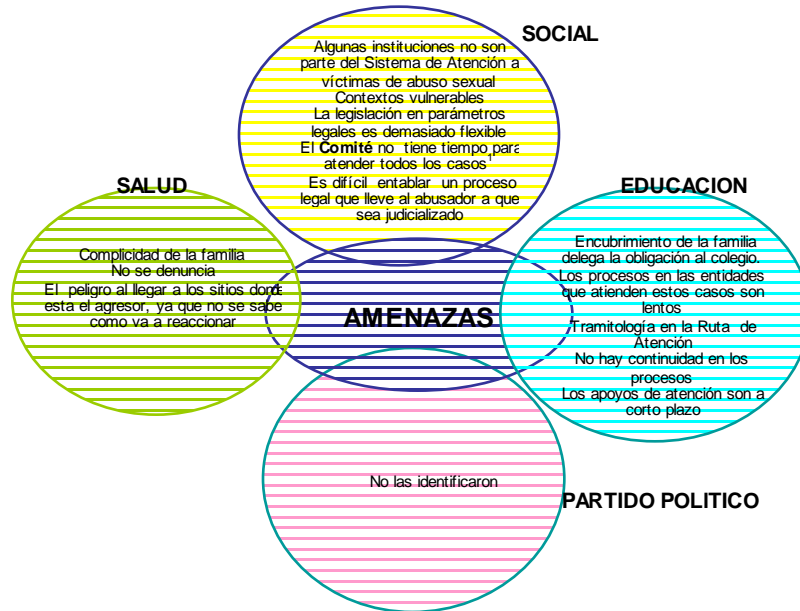 SOCIAL
Algunas instituciones no son
parte del Sistema de Atención a
víctimas de abuso sexual
Contextos vulnerables
La legislación en parámetros
legales es demasiado flexible
El Comité no tiene tiempo para
atender todos los casos1
Es difícil entablar un proceso
legal que lleve al abusador a que
sea judicializado
SALUD
Complicidad de la familia
No se denuncia
El peligro al llegar a los sitios donde
esta el agresor, ya que no se sabe
como va a reaccionar
EDUCACION
Encubrimiento de la familia
delega la obligación al colegio.
Los procesos en las entidades
que atienden estos casos son
lentos
Tramitología en la Ruta de
Atención
No hay continuidad en los
procesos
Los apoyos de atención son a
corto plazo
AMENAZAS
No las identificaron
PARTIDO POLITICO